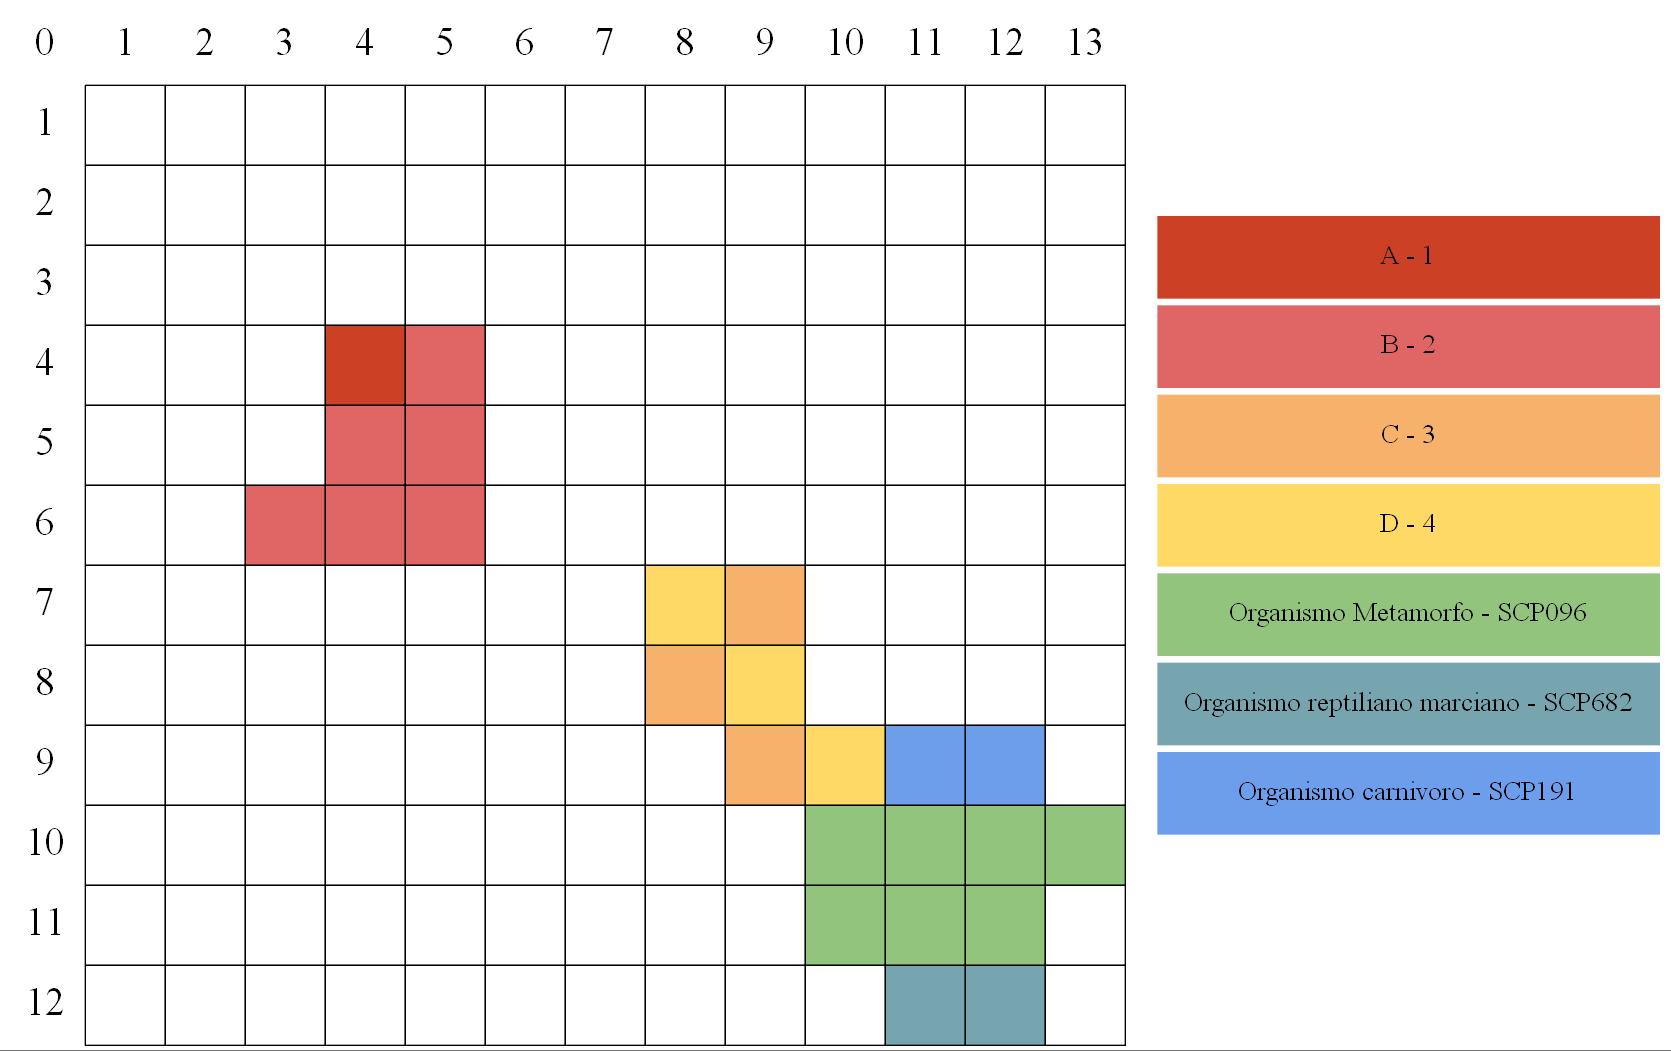 0 1 2 3 4 5 6 7 8 9 10 11 12 13
1
2
3
4
5
6
7
8
9
10
11
12
A - 1
B - 2
C - 3
D - 4
Organismo Metamorfo - SCP096
Organismo reptiliano marciano - SCP682
Organismo carnivoro - SCP191